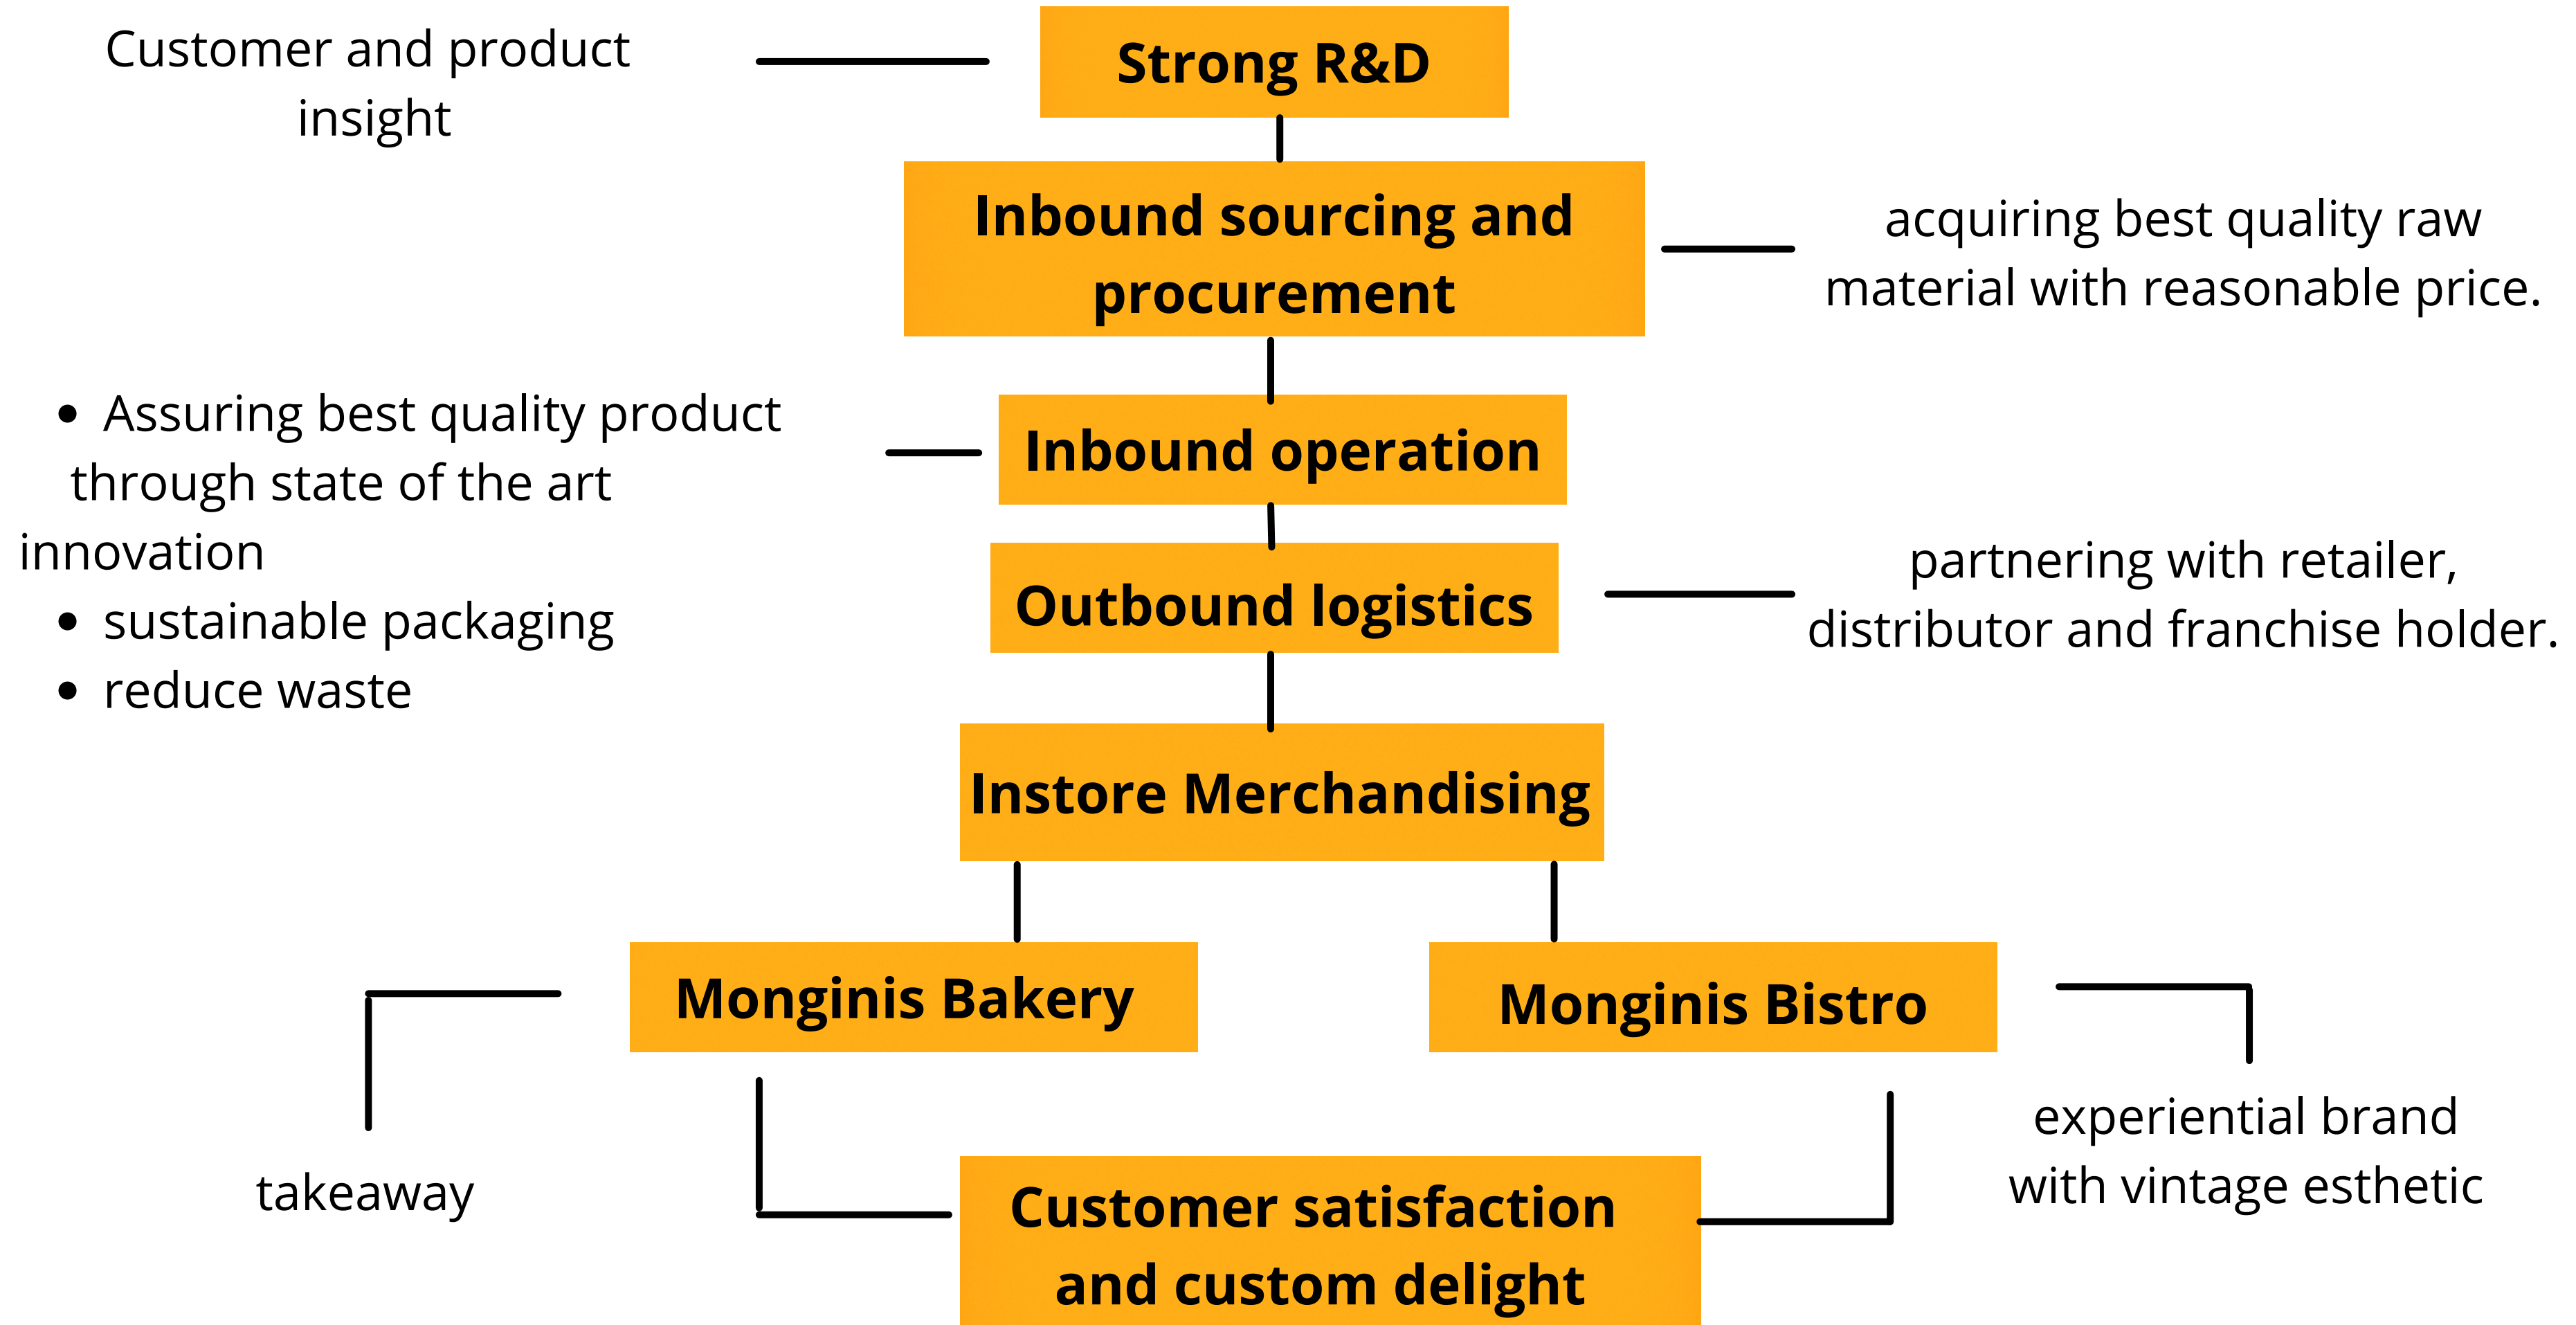 Customer and product
insight
Strong R&D
Inbound sourcing and
procurement
acquiring best quality raw
material with reasonable price.
• Assuring best quality product
through state of the art
innovation
• sustainable packaging
• reduce waste
Inbound operation
Outbound logistics
partnering with retailer,
distributor and franchise holder.
Instore Merchandising
Monginis Bakery
Monginis Bistro
takeaway
experiential brand
with vintage esthetic
Customer satisfaction
and custom delight